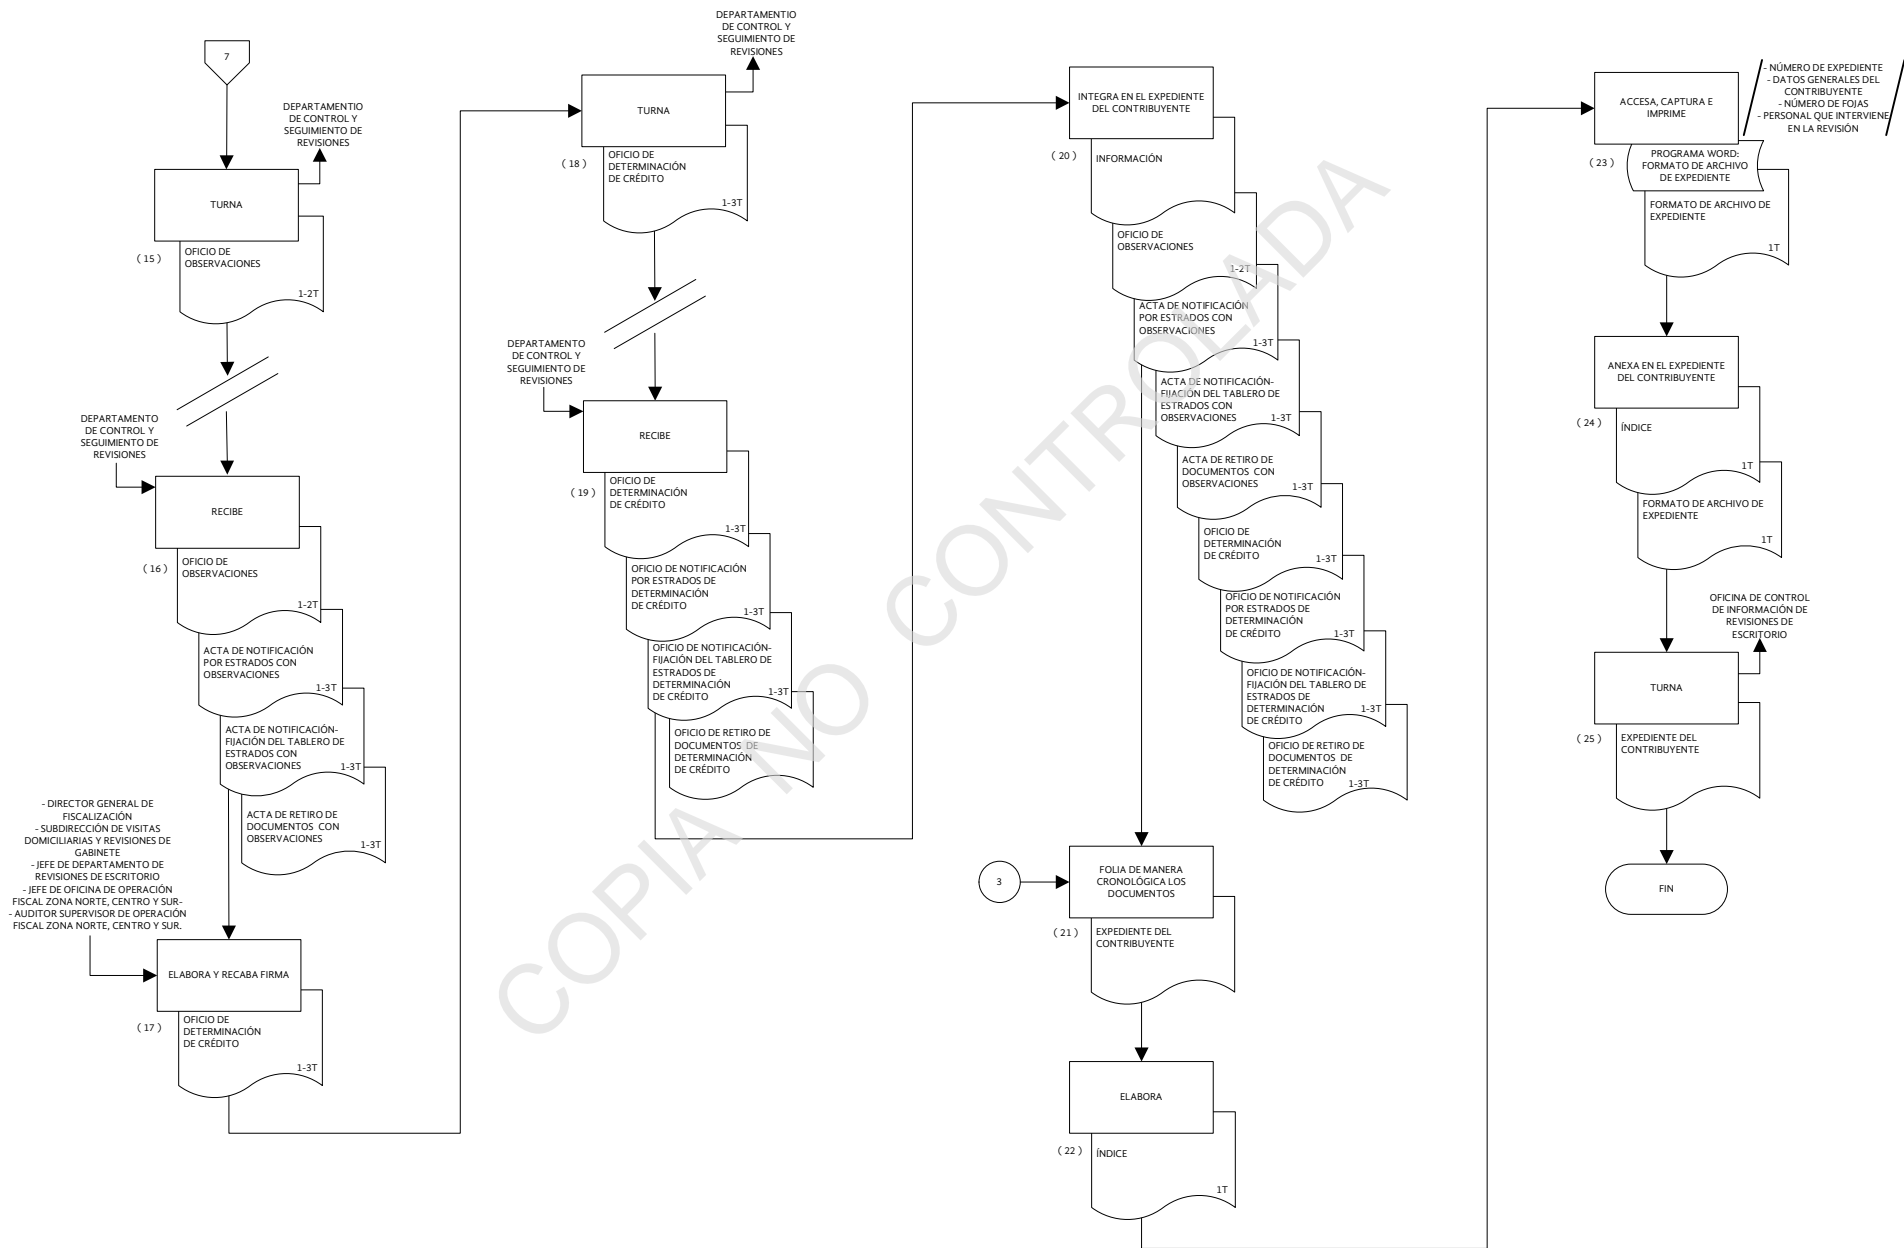 7
DEPARTAMENTIO
DE CONTROL Y
SEGUIMIENTO DE
REVISIONES
TURNA
( 15 )
OFICIO DE
OBSERVACIONES
1-2T
DEPARTAMENTO
DE CONTROL Y
SEGUIMIENTO DE
REVISIONES
RECIBE
( 16 )
OFICIO DE
OBSERVACIONES
1-2T
ACTA DE NOTIFICACIÓN
POR ESTRADOS CON
OBSERVACIONES
1-3T
ACTA DE NOTIFICACIÓN-
FIJACIÓN DEL TABLERO DE
ESTRADOS CON
OBSERVACIONES
1-3T
ACTA DE RETIRO DE
DOCUMENTOS CON
OBSERVACIONES
1-3T
- DIRECTOR GENERAL DE
FISCALIZACIÓN
- SUBDIRECCIÓN DE VISITAS
DOMICILIARIAS Y REVISIONES DE
GABINETE
- JEFE DE DEPARTAMENTO DE
REVISIONES DE ESCRITORIO
- JEFE DE OFICINA DE OPERACIÓN
FISCAL ZONA NORTE, CENTRO Y SUR-
- AUDITOR SUPERVISOR DE OPERACIÓN
FISCAL ZONA NORTE, CENTRO Y SUR.
ELABORA Y RECABA FIRMA
( 17 )
OFICIO DE
DETERMINACIÓN
DE CRÉDITO
1-3T
DEPARTAMENTIO
DE CONTROL Y
SEGUIMIENTO DE
REVISIONES
TURNA
( 18 )
OFICIO DE
DETERMINACIÓN
DE CRÉDITO
1-3T
DEPARTAMENTO
DE CONTROL Y
SEGUIMIENTO DE
REVISIONES
RECIBE
( 19 )
OFICIO DE
DETERMINACIÓN
DE CRÉDITO
1-3T
OFICIO DE NOTIFICACIÓN
POR ESTRADOS DE
DETERMINACIÓN
DE CRÉDITO
1-3T
OFICIO DE NOTIFICACIÓN-
FIJACIÓN DEL TABLERO DE
ESTRADOS DE
DETERMINACIÓN
DE CRÉDITO
1-3T
OFICIO DE RETIRO DE
DOCUMENTOS DE
DETERMINACIÓN
DE CRÉDITO
INTEGRA EN EL EXPEDIENTE
DEL CONTRIBUYENTE
( 20 )
INFORMACIÓN
OFICIO DE
OBSERVACIONES
1-2T
ACTA DE NOTIFICACIÓN
POR ESTRADOS CON
OBSERVACIONES
1-3T
ACTA DE NOTIFICACIÓN-
FIJACIÓN DEL TABLERO DE
ESTRADOS CON
OBSERVACIONES
1-3T
ACTA DE RETIRO DE
DOCUMENTOS CON
OBSERVACIONES
1-3T
OFICIO DE
DETERMINACIÓN
DE CRÉDITO
1-3T
OFICIO DE NOTIFICACIÓN
POR ESTRADOS DE
DETERMINACIÓN
DE CRÉDITO
1-3T
OFICIO DE NOTIFICACIÓN-
FIJACIÓN DEL TABLERO DE
ESTRADOS DE
DETERMINACIÓN
DE CRÉDITO
1-3T
OFICIO DE RETIRO DE
DOCUMENTOS DE
DETERMINACIÓN
DE CRÉDITO
1-3T
3
FOLIA DE MANERA
CRONOLÓGICA LOS
DOCUMENTOS
( 21 )
EXPEDIENTE DEL
CONTRIBUYENTE
ELABORA
( 22 )
ÍNDICE
1T
ACCESA, CAPTURA E
IMPRIME
- NÚMERO DE EXPEDIENTE
- DATOS GENERALES DEL
CONTRIBUYENTE
- NÚMERO DE FOJAS
- PERSONAL QUE INTERVIENE
EN LA REVISIÓN
( 23 )
PROGRAMA WORD:
FORMATO DE ARCHIVO
DE EXPEDIENTE
FORMATO DE ARCHIVO DE
EXPEDIENTE
1T
ANEXA EN EL EXPEDIENTE
DEL CONTRIBUYENTE
( 24 )
ÍNDICE
1T
FORMATO DE ARCHIVO DE
EXPEDIENTE
1T
OFICINA DE CONTROL
DE INFORMACIÓN DE
REVISIONES DE
ESCRITORIO
TURNA
( 25 )
EXPEDIENTE DEL
CONTRIBUYENTE
FIN
COPIA NO CONTROLADA